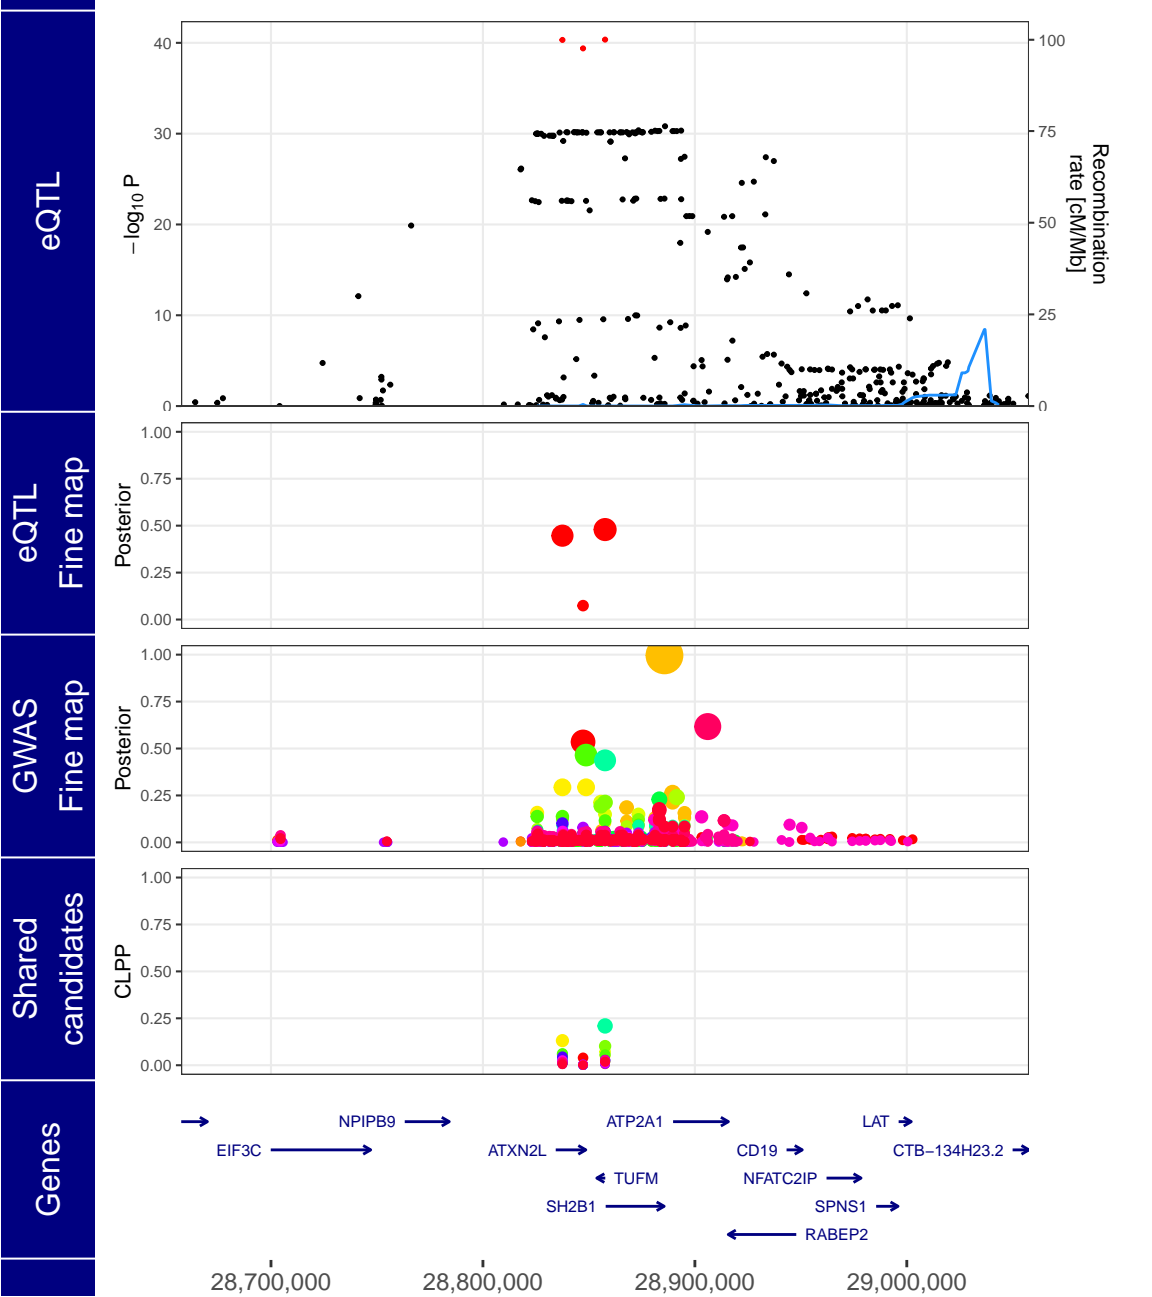 eQTL
−log10 P
40
30
20
10
0
100
75
50
25
0
Recombination
rate [cM/Mb]
eQTL
Fine map
Posterior
1.00
0.75
0.50
0.25
0.00
GWAS
Fine map
Posterior
1.00
0.75
0.50
0.25
0.00
Shared
candidates
CLPP
1.00
0.75
0.50
0.25
0.00
Genes
NPIPB9
ATP2A1
LAT
EIF3C
ATXN2L
CD19
CTB−134H23.2
TUFM
NFATC2IP
SH2B1
SPNS1
RABEP2
28,700,000
28,800,000
28,900,000
29,000,000